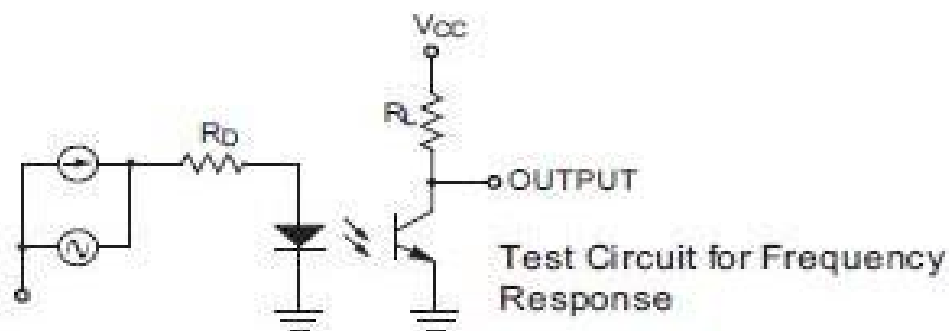 VCC
RL
RD
OUTPUT
Test Circuit for Frequency
Response